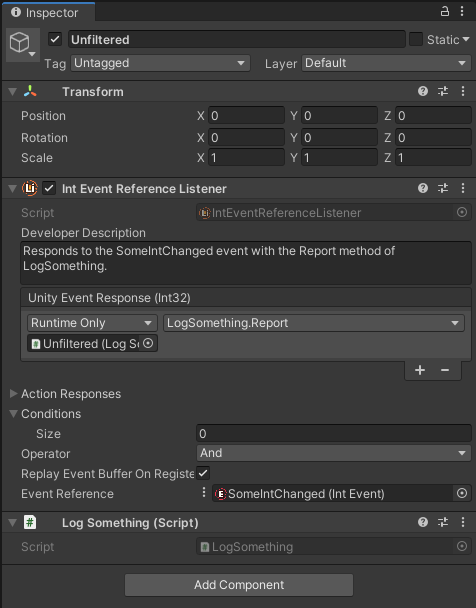 Inspector
Unfiltered Static
Tag Untagged Layer Default
Transform
Position X 0 Y 0 Z 0
Rotation X 0 Y 0 Z 0
Scale X 1 Y 1 Z 1
Int Event Reference Listener
Script IntEventReferenceListener
Developer Description
Responds to the SomeIntChanged event with the Report method of
LogSomething.
Unity Event Response (Int32)
Runtime Only LogSomething.Report
Unfiltered (Log So
Action Responses
Conditions
Size 0
Operator And
Replay Event Buffer On Registe
Event Reference SomeIntChanged (Int Event)
Log Something (Script)
Script LogSomething
Add Component